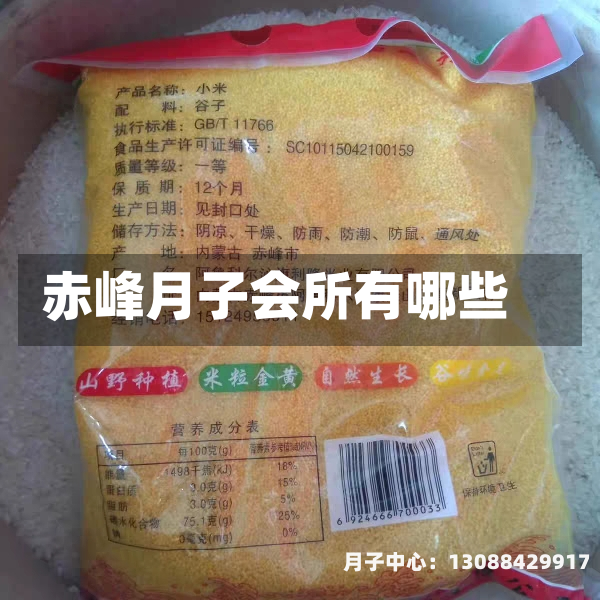 产品名称：小米
配 料：谷子
执行标准：GB/T 11766
食品生产许可证编号：SC10115042100159
质量等级：一等
保 质 期：12个月
生产日期：见封口处
储存方法：阴凉、干燥、防雨、防潮、防鼠、通风处
产 地：内蒙古 赤峰市
赤峰月子会所有哪些
山野种植 米粒金黄 自然生长
营养成分表
项目 每100克(g)
能量 1498千焦(kJ) 18%
蛋白质 9.0克(g) 15%
脂肪 3.0克(g) 5%
碳水化合物 75.1克(g) 25%
钠 0毫克(mg) 0%
6 924666 700033
保持环境卫生
月子中心：13088429917